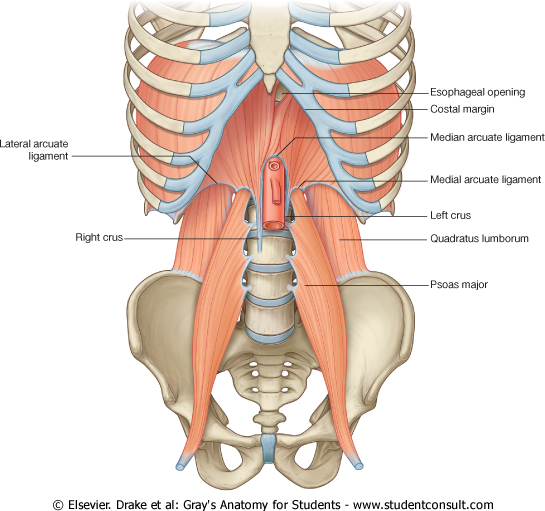 Esophageal opening
Costal margin
Median arcuate ligament
Lateral arcuate
ligament
Medial arcuate ligament
Left crus
Right crus
Quadratus lumborum
Psoas major
© Elsevier. Drake et al: Gray's Anatomy for Students - www.studentconsult.com